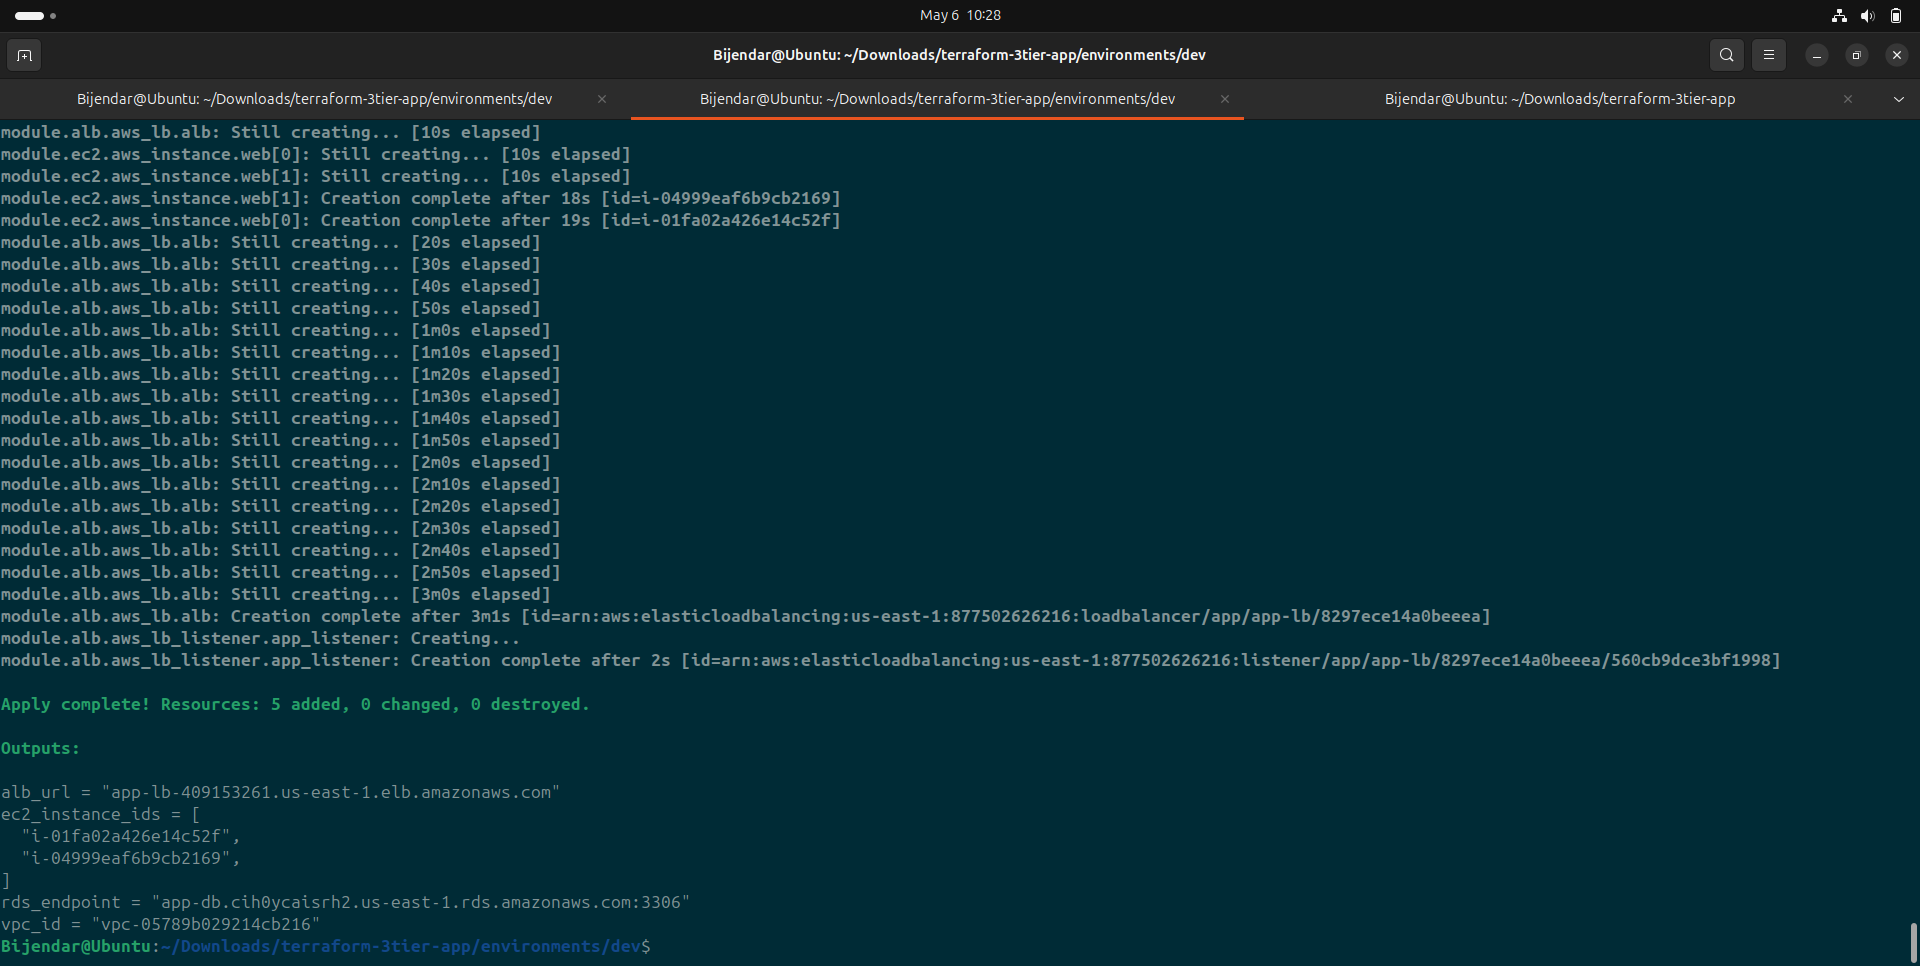 May 6 10:28
Bijendar@Ubuntu: ~/Downloads/terraform-3tier-app/environments/dev
Bijendar@Ubuntu: ~/Downloads/terraform-3tier-app/environments/dev
Bijendar@Ubuntu: ~/Downloads/terraform-3tier-app/environments/dev
Bijendar@Ubuntu: ~/Downloads/terraform-3tier-app
module.alb.aws_lb.alb: Still creating... [10s elapsed]
module.ec2.aws_instance.web[0]: Still creating... [10s elapsed]
module.ec2.aws_instance.web[1]: Still creating... [10s elapsed]
module.ec2.aws_instance.web[1]: Creation complete after 18s [id=i-04999eaf6b9cb2169]
module.ec2.aws_instance.web[0]: Creation complete after 19s [id=i-01fa02a426e14c52f]
module.alb.aws_lb.alb: Still creating... [20s elapsed]
module.alb.aws_lb.alb: Still creating... [30s elapsed]
module.alb.aws_lb.alb: Still creating... [40s elapsed]
module.alb.aws_lb.alb: Still creating... [50s elapsed]
module.alb.aws_lb.alb: Still creating... [1m0s elapsed]
module.alb.aws_lb.alb: Still creating... [1m10s elapsed]
module.alb.aws_lb.alb: Still creating... [1m20s elapsed]
module.alb.aws_lb.alb: Still creating... [1m30s elapsed]
module.alb.aws_lb.alb: Still creating... [1m40s elapsed]
module.alb.aws_lb.alb: Still creating... [1m50s elapsed]
module.alb.aws_lb.alb: Still creating... [2m0s elapsed]
module.alb.aws_lb.alb: Still creating... [2m10s elapsed]
module.alb.aws_lb.alb: Still creating... [2m20s elapsed]
module.alb.aws_lb.alb: Still creating... [2m30s elapsed]
module.alb.aws_lb.alb: Still creating... [2m40s elapsed]
module.alb.aws_lb.alb: Still creating... [2m50s elapsed]
module.alb.aws_lb.alb: Still creating... [3m0s elapsed]
module.alb.aws_lb.alb: Creation complete after 3m1s [id=arn:aws:elasticloadbalancing:us-east-1:877502626216:loadbalancer/app/app-lb/8297ece14a0beeea]
module.alb.aws_lb_listener.app_listener: Creating...
module.alb.aws_lb_listener.app_listener: Creation complete after 2s [id=arn:aws:elasticloadbalancing:us-east-1:877502626216:listener/app/app-lb/8297ece14a0beeea/560cb9dce3bf1998]
Apply complete! Resources: 5 added, 0 changed, 0 destroyed.
Outputs:
alb_url = "app-lb-409153261.us-east-1.elb.amazonaws.com"
ec2_instance_ids = [
"i-01fa02a426e14c52f",
"i-04999eaf6b9cb2169",
]
rds_endpoint = "app-db.cih0ycaisrh2.us-east-1.rds.amazonaws.com:3306"
vpc_id = "vpc-05789b029214cb216"
Bijendar@Ubuntu:~/Downloads/terraform-3tier-app/environments/dev$